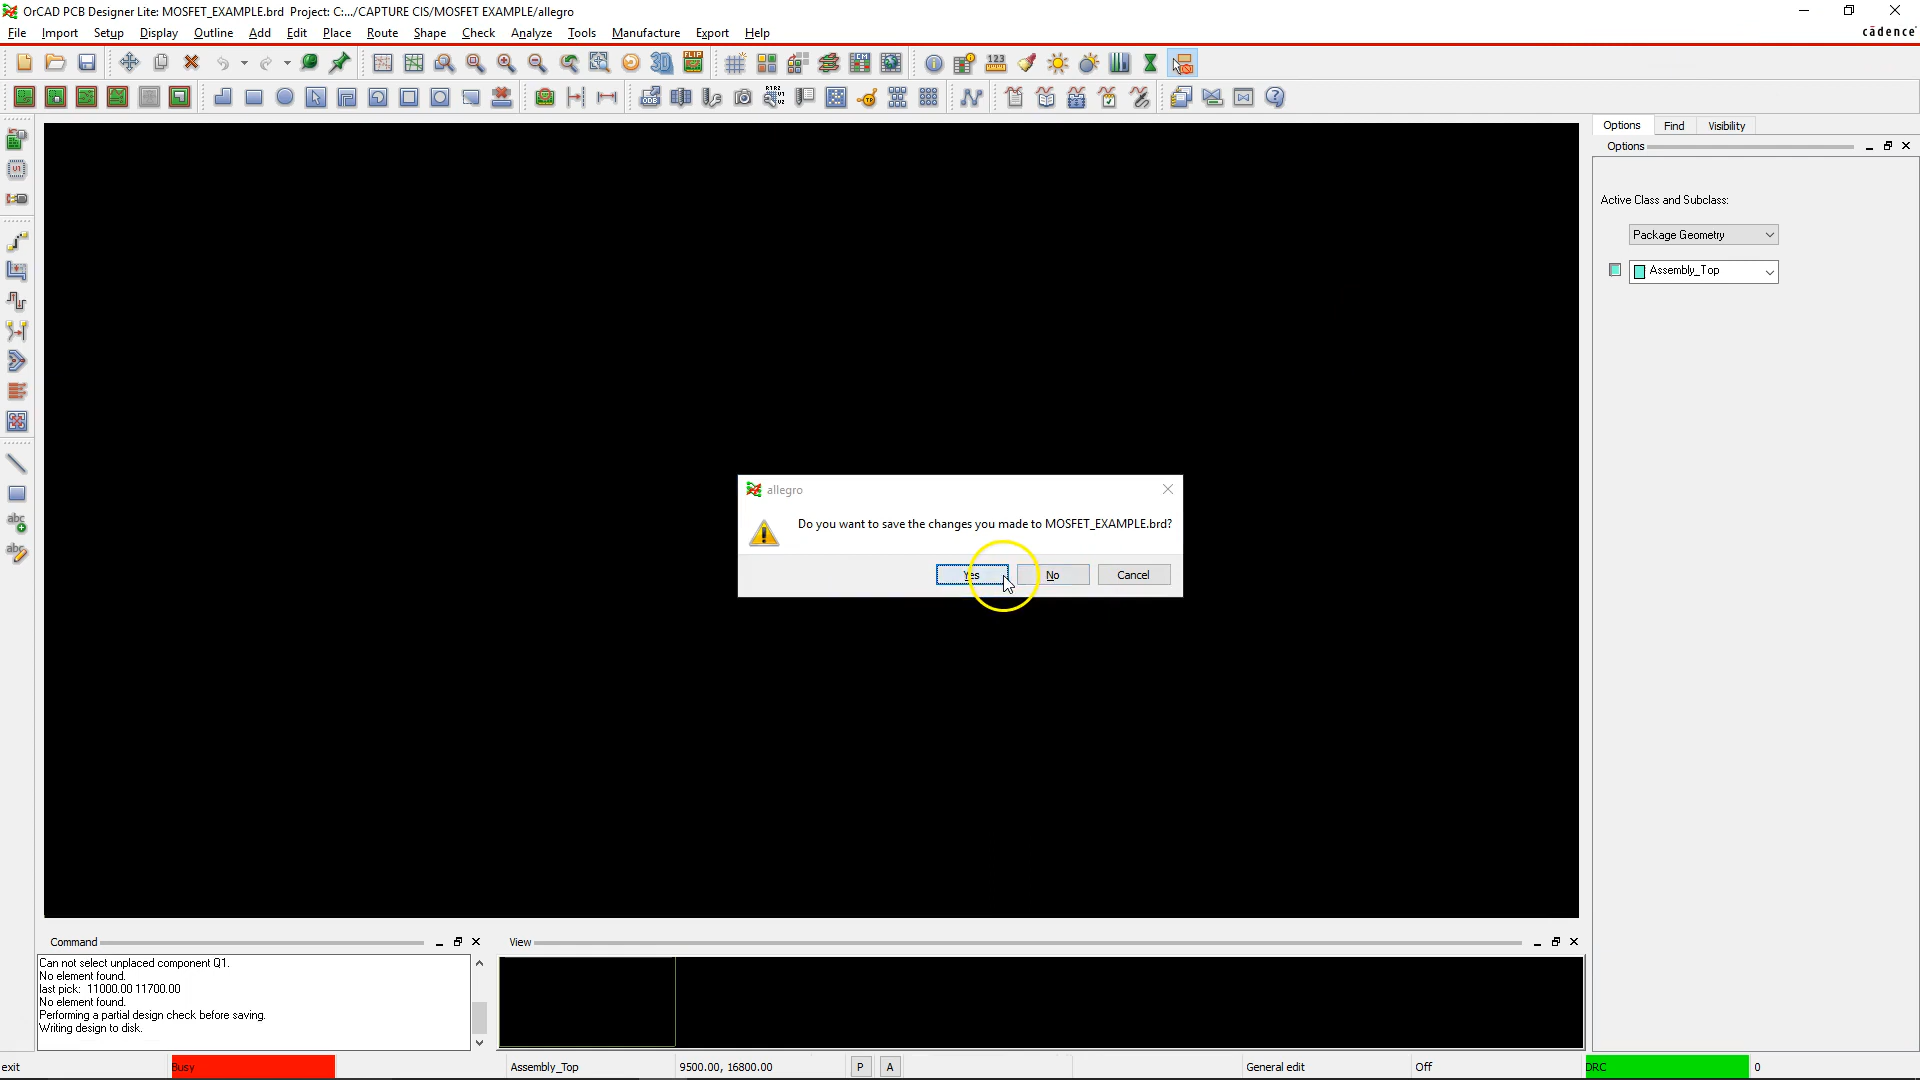 OrCAD PCB Designer Lite: MOSFET_EXAMPLE.brd  Project: C:.../CAPTURE CIS/MOSFET EXAMPLE/allegro
File Import Setup Display Outline Add Edit Place Route Shape Check Analyze Tools Manufacture Export Help
cādence
Options Find Visibility
Options
Active Class and Subclass:
Package Geometry
Assembly_Top
allegro
Do you want to save the changes you made to MOSFET_EXAMPLE.brd?
Yes No Cancel
Command
Can not select unplaced component Q1.
No element found.
last pick:  11000.00 11700.00
No element found.
Performing a partial design check before saving.
Writing design to disk.
View
exit Busy Assembly_Top 9500.00, 16800.00 P A General edit Off DRC 0